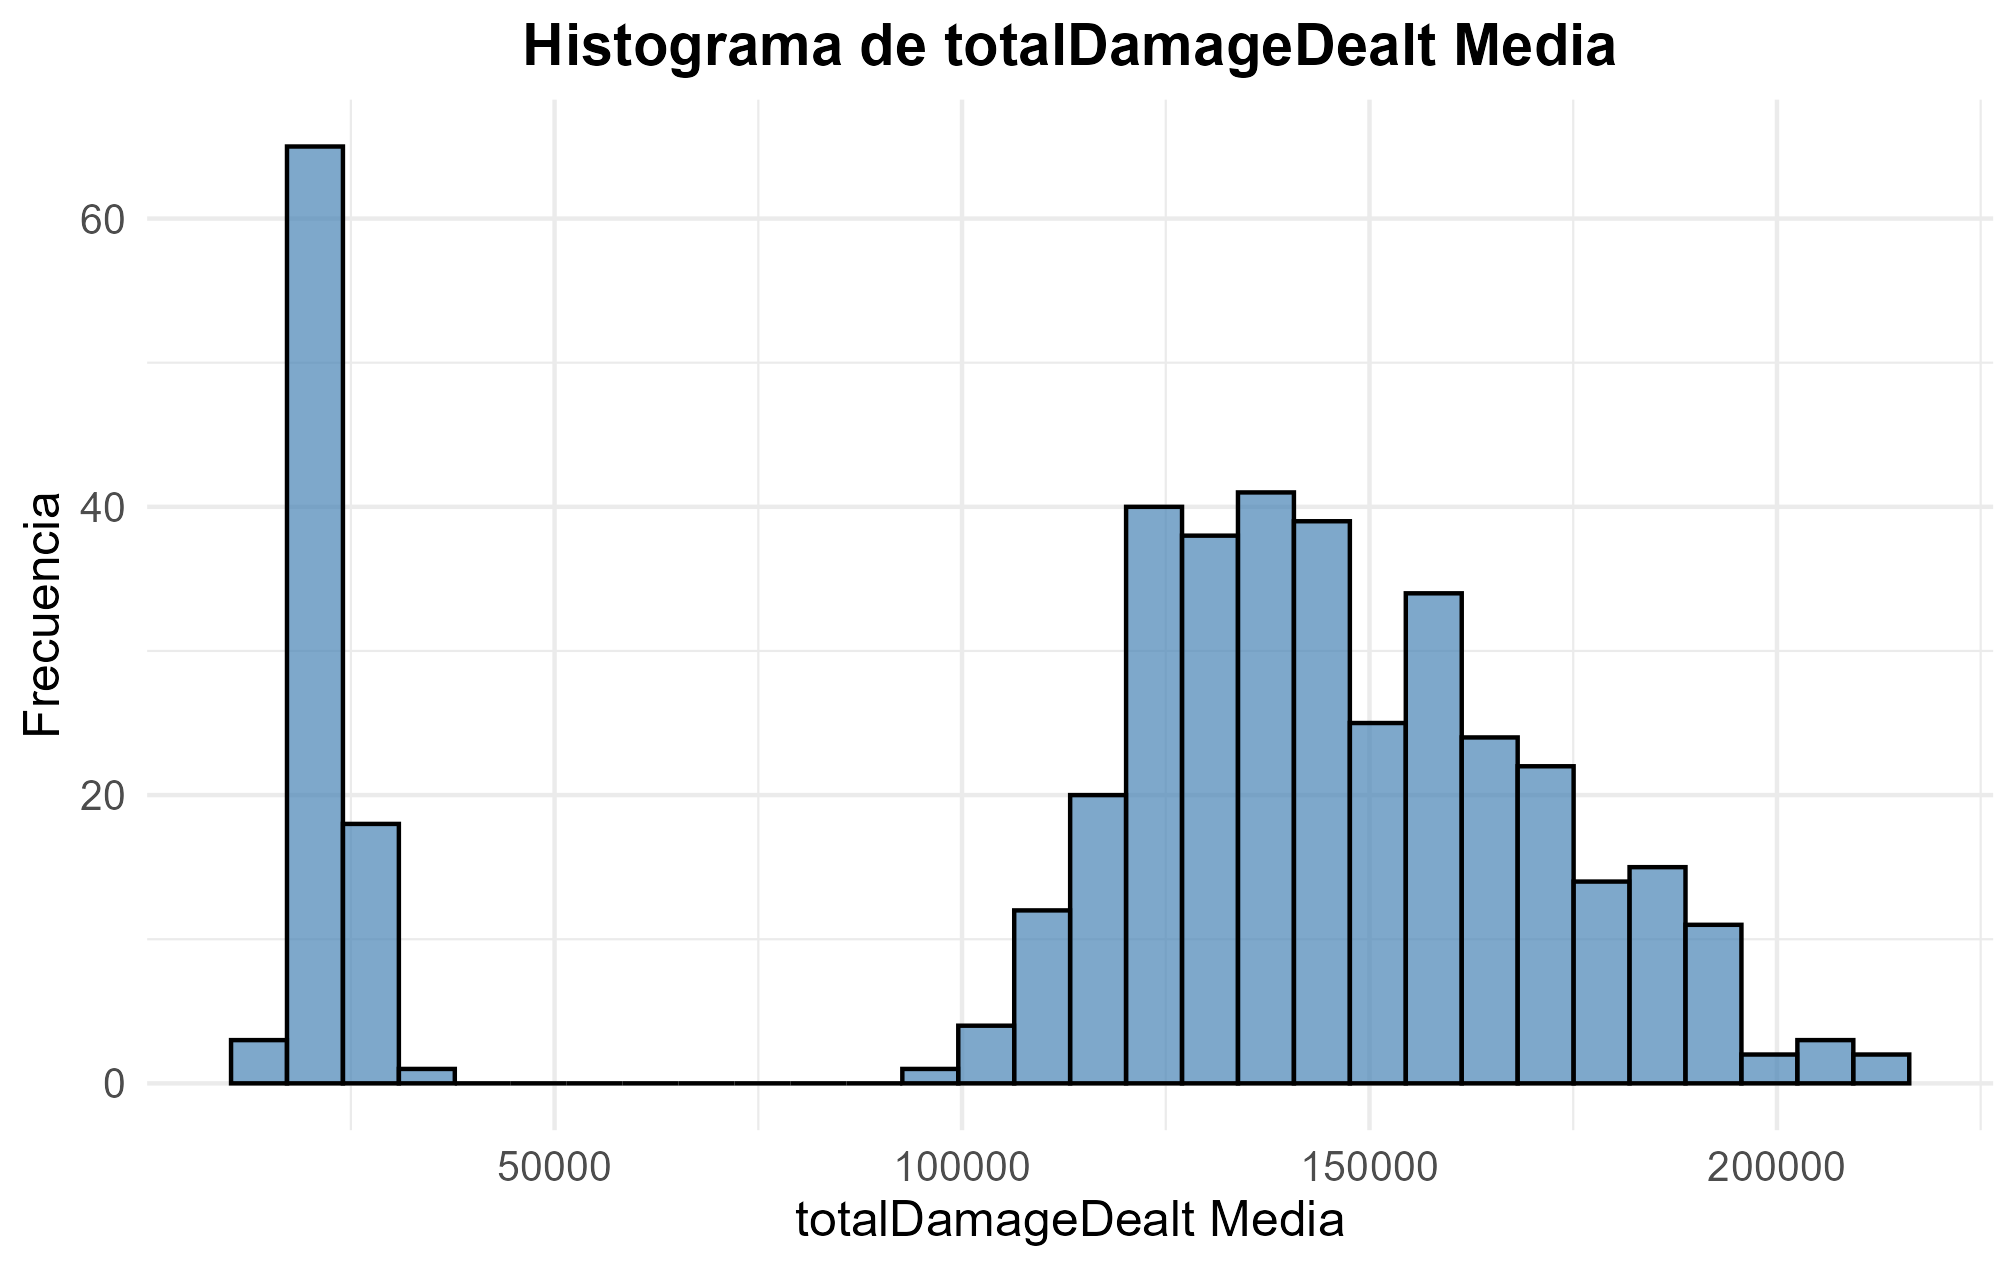 Histograma de totalDamageDealt Media
Frecuencia
60
40
20
0
50000 100000 150000 200000
totalDamageDealt Media